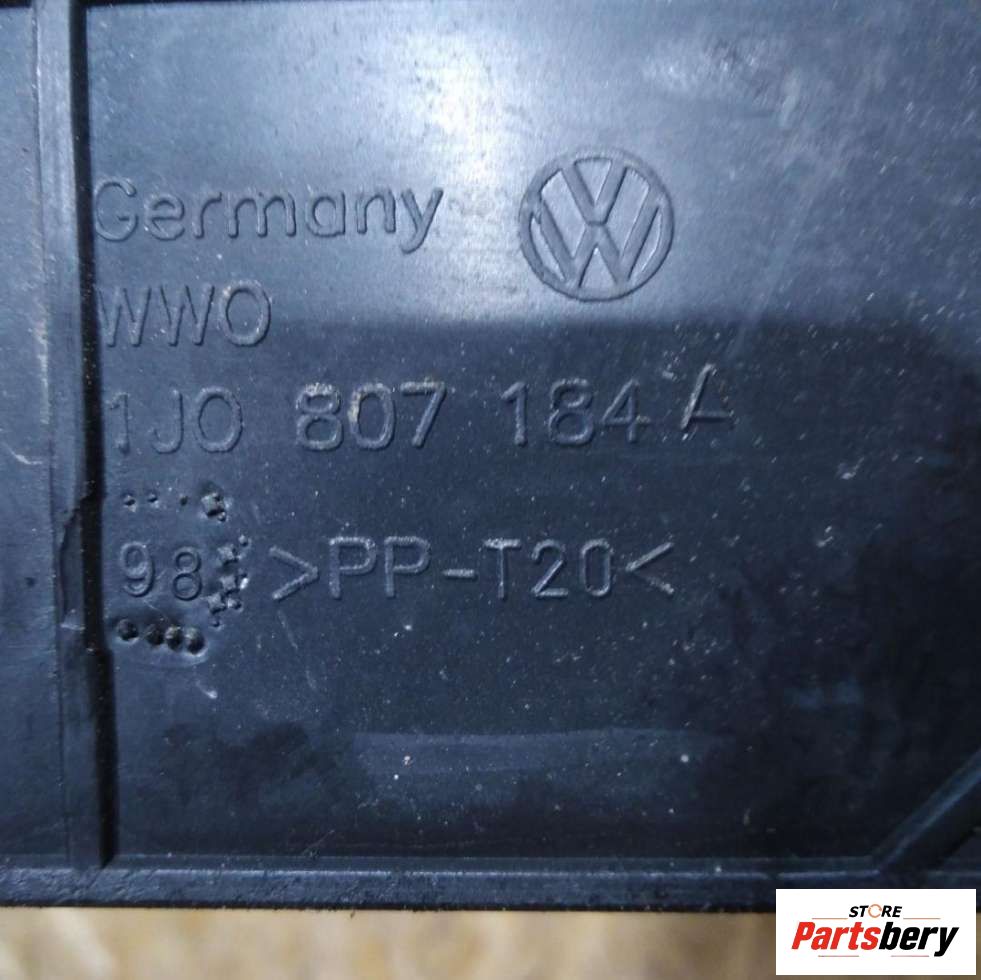 Germany
WWO
1J0 807 184 A
98 >PP-T20<
STORE
Partsbery